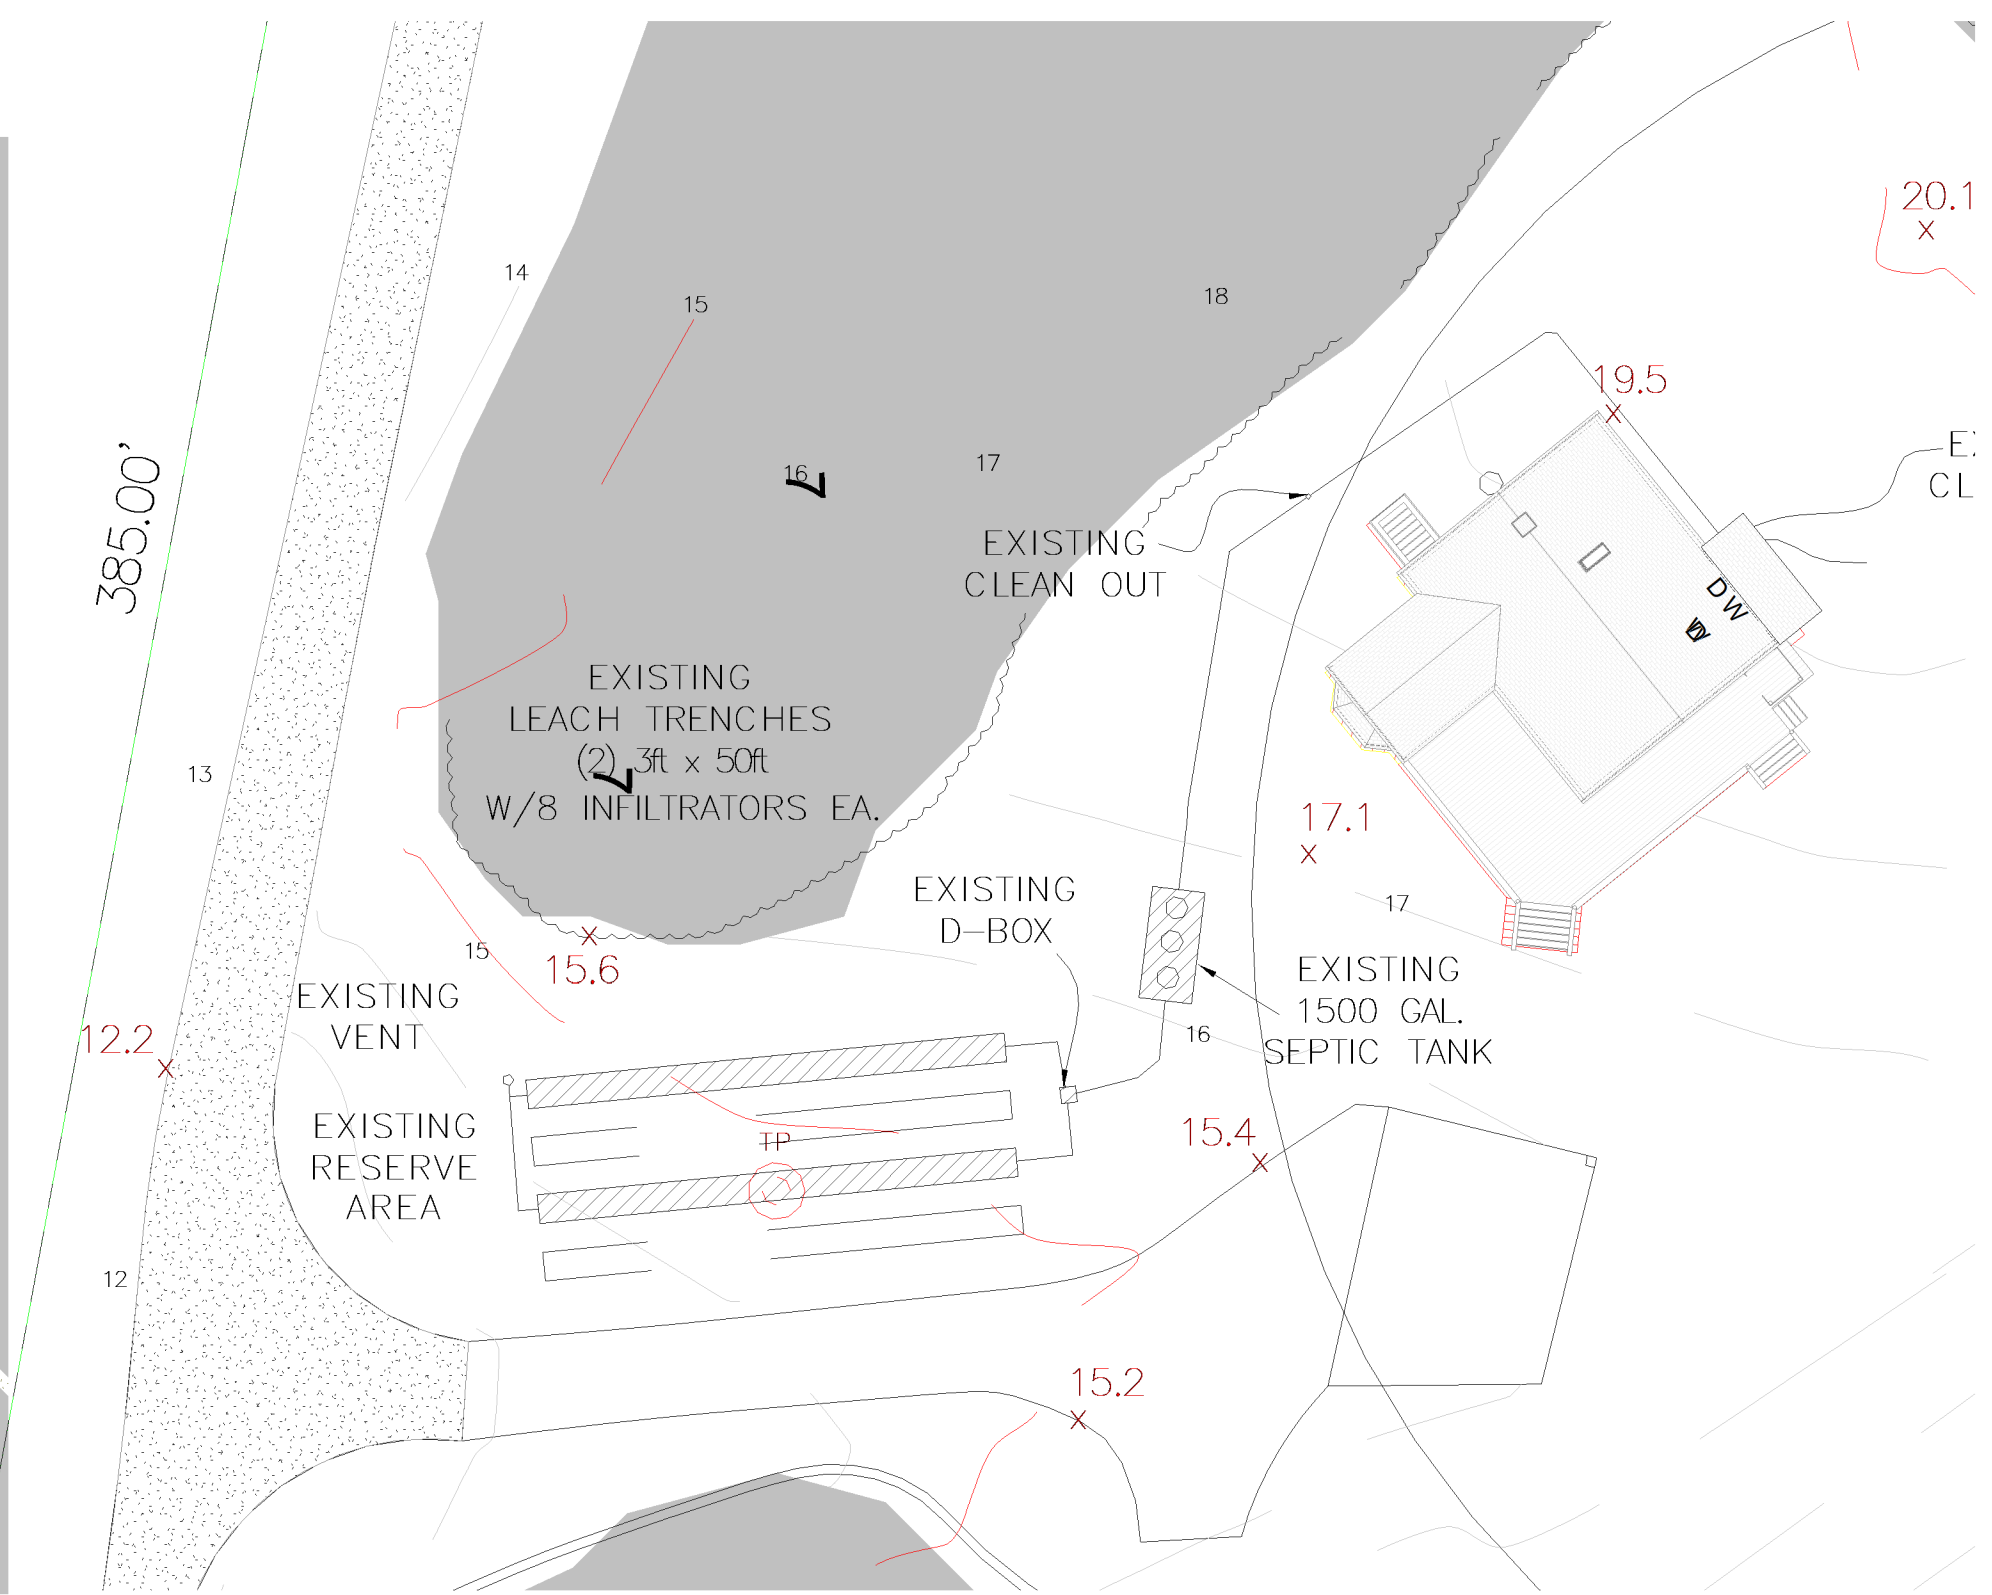 20.1
14
15
18
19.5
385.00'
16
17
EXISTING
CLEAN OUT
CL
DW
EXISTING
LEACH TRENCHES
(2) 3ft x 50ft
W/8 INFILTRATORS EA.
13
17.1
EXISTING
D-BOX
17
15
15.6
EXISTING
VENT
EXISTING
1500 GAL.
SEPTIC TANK
16
12.2
EXISTING
RESERVE
AREA
TP
15.4
12
15.2